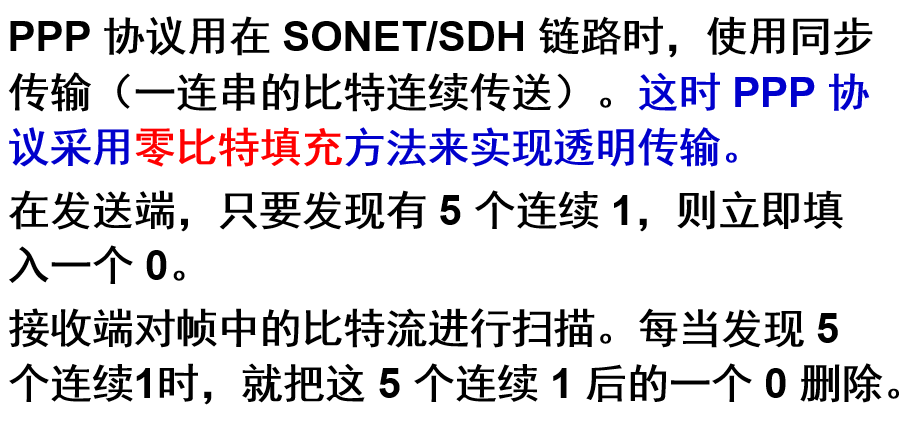 PPP 协议用在 SONET/SDH 链路时，使用同步
传输（一连串的比特连续传送）。这时 PPP 协
议采用零比特填充方法来实现透明传输。
在发送端，只要发现有 5 个连续 1，则立即填
入一个 0。
接收端对帧中的比特流进行扫描。每当发现 5
个连续1时，就把这 5 个连续 1 后的一个 0 删除。